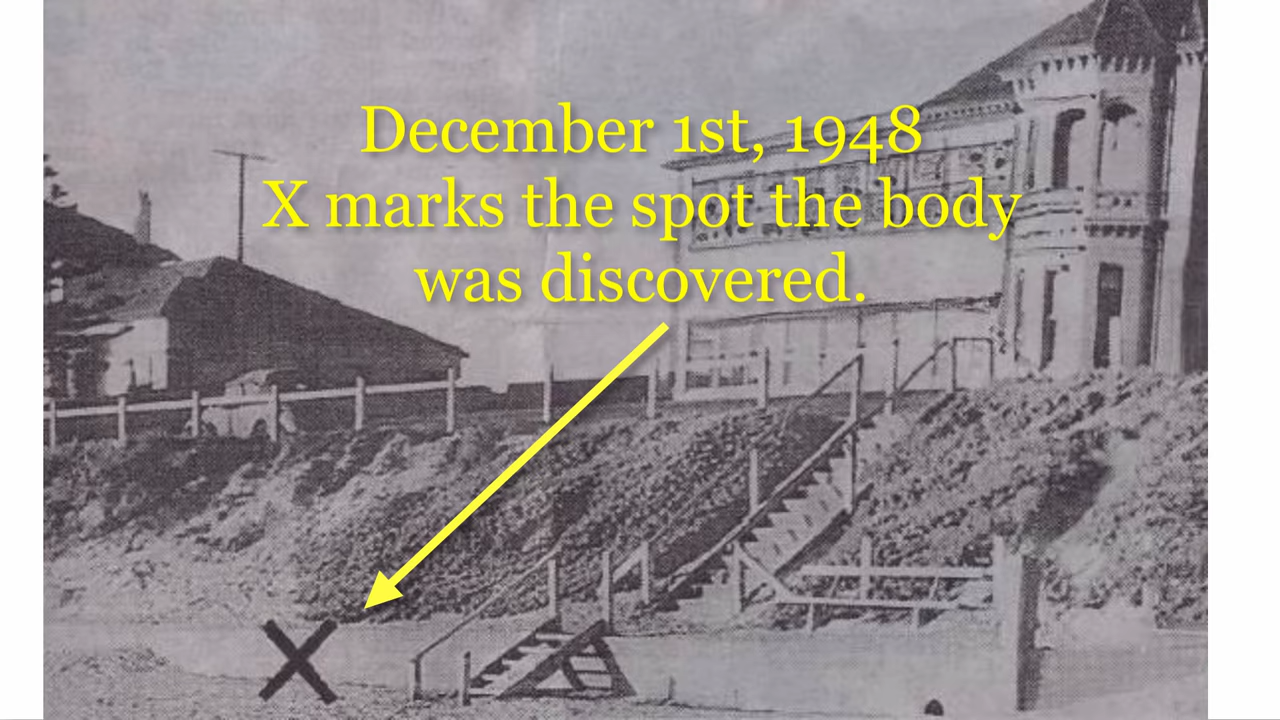 December 1st, 1948
X marks the spot the body
was discovered.